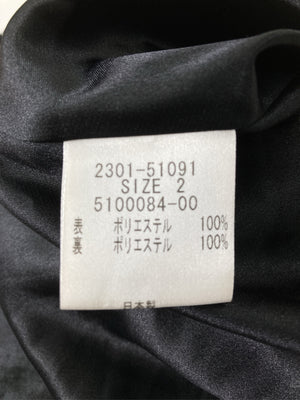 2301-51091
SIZE 2
5100084-00
表 ポリエステル 100%
裏 ポリエステル 100%
日本製